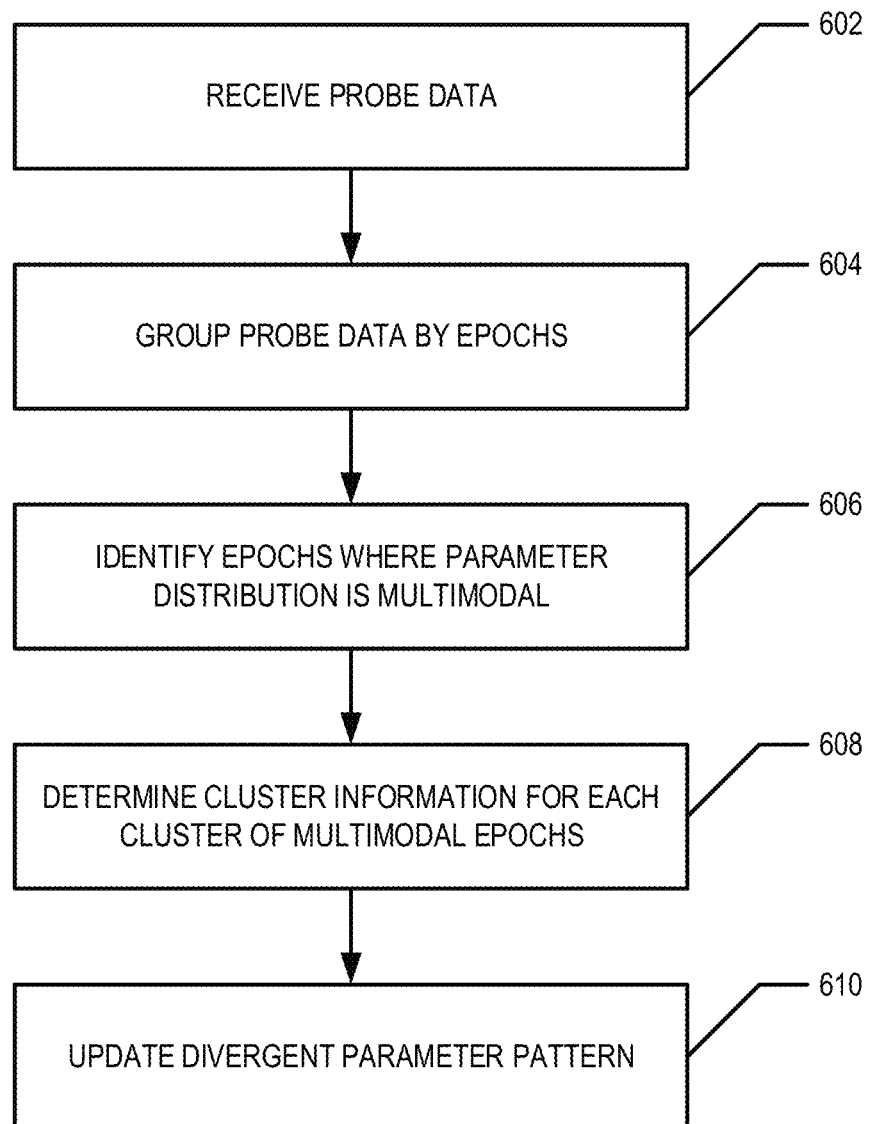 602
RECEIVE PROBE DATA
604
GROUP PROBE DATA BY EPOCHS
606
IDENTIFY EPOCHS WHERE PARAMETER
DISTRIBUTION IS MULTIMODAL
608
DETERMINE CLUSTER INFORMATION FOR EACH
CLUSTER OF MULTIMODAL EPOCHS
610
UPDATE DIVERGENT PARAMETER PATTERN